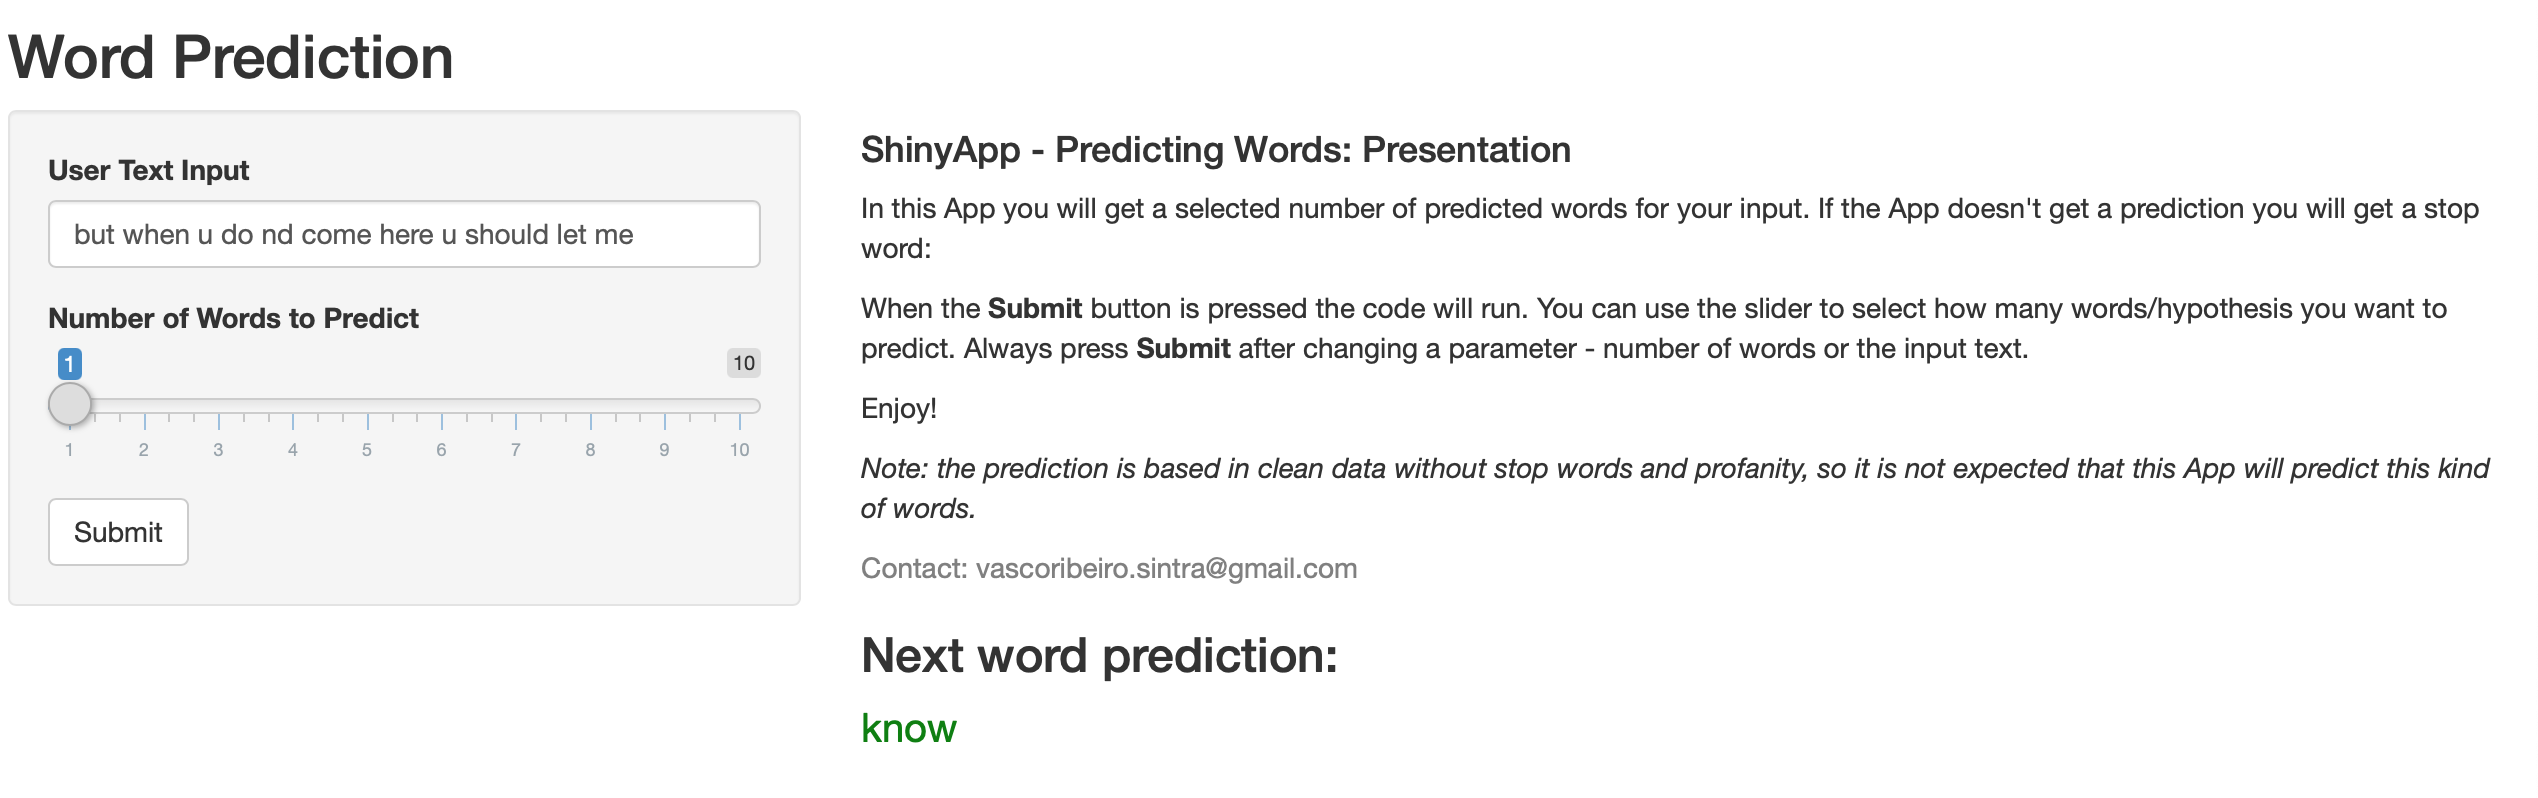 Word Prediction
User Text Input
but when u do nd come here u should let me
Number of Words to Predict
1
10
1 2 3 4 5 6 7 8 9 10
Submit
ShinyApp - Predicting Words: Presentation
In this App you will get a selected number of predicted words for your input. If the App doesn't get a prediction you will get a stop
word:
When the Submit button is pressed the code will run. You can use the slider to select how many words/hypothesis you want to
predict. Always press Submit after changing a parameter - number of words or the input text.
Enjoy!
Note: the prediction is based in clean data without stop words and profanity, so it is not expected that this App will predict this kind
of words.
Contact: vascoribeiro.sintra@gmail.com
Next word prediction:
know